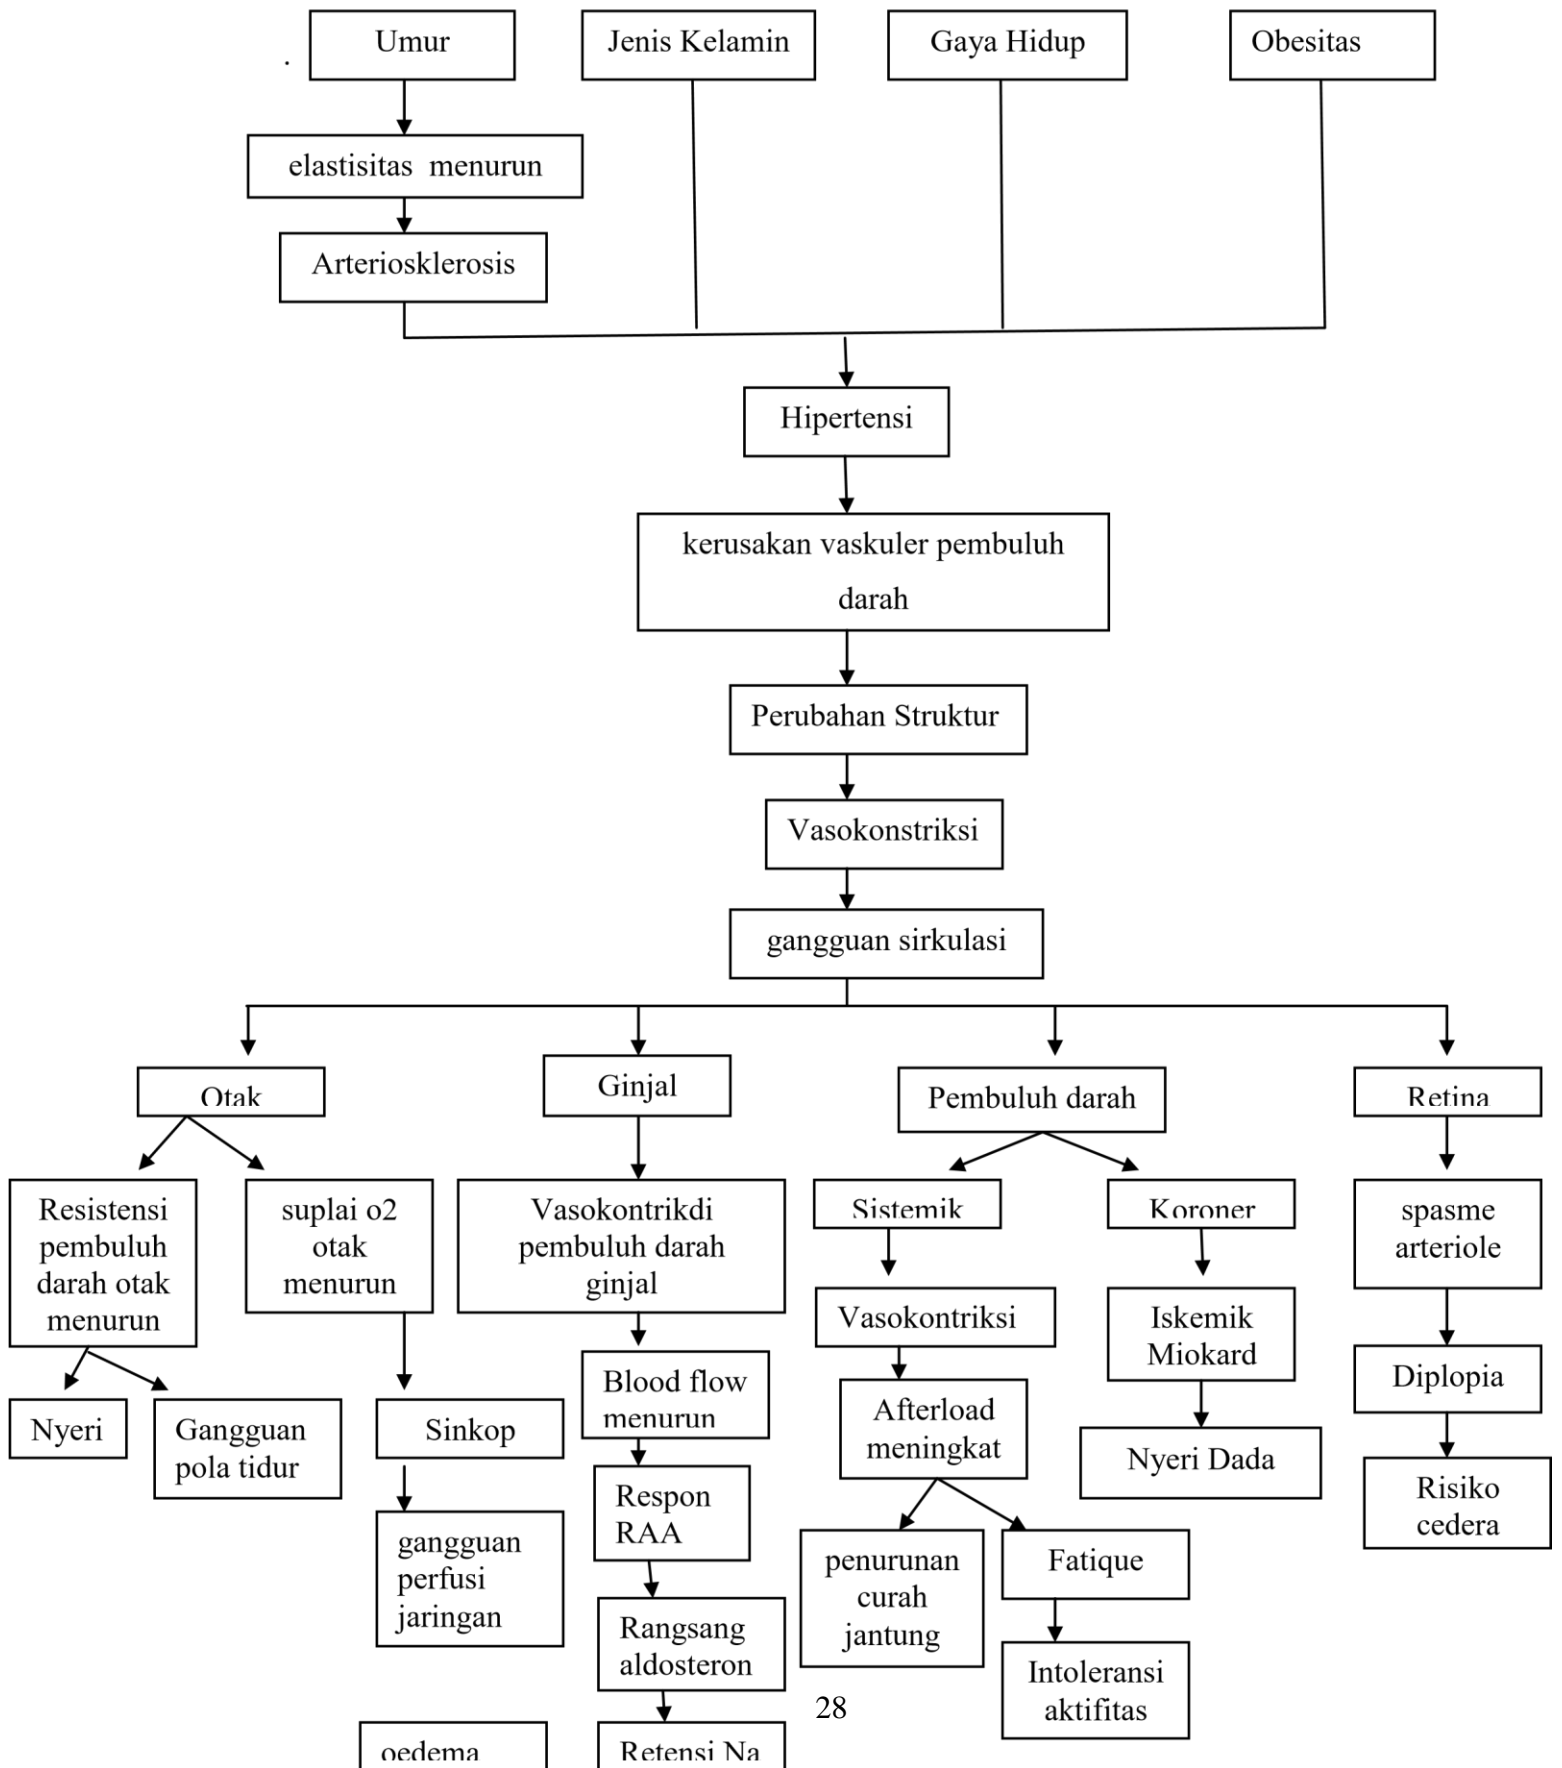 Umur
Jenis Kelamin
Gaya Hidup
Obesitas
.
elastisitas menurun
Arteriosklerosis
Hipertensi
kerusakan vaskuler pembuluh
darah
Perubahan Struktur
Vasokonstriksi
gangguan sirkulasi
Otak
Ginjal
Pembuluh darah
Retina
Resistensi
pembuluh
darah otak
menurun
suplai o2
otak
menurun
Vasokontrikdi
pembuluh darah
ginjal
Sistemik
Koroner
spasme
arteriole
Vasokontriksi
Iskemik
Miokard
Diplopia
Nyeri
Gangguan
pola tidur
Sinkop
Blood flow
menurun
Afterload
meningkat
Nyeri Dada
Risiko
cedera
gangguan
perfusi
jaringan
Respon
RAA
penurunan
curah
jantung
Fatique
Rangsang
aldosteron
Intoleransi
aktifitas
28
oedema
Retensi Na